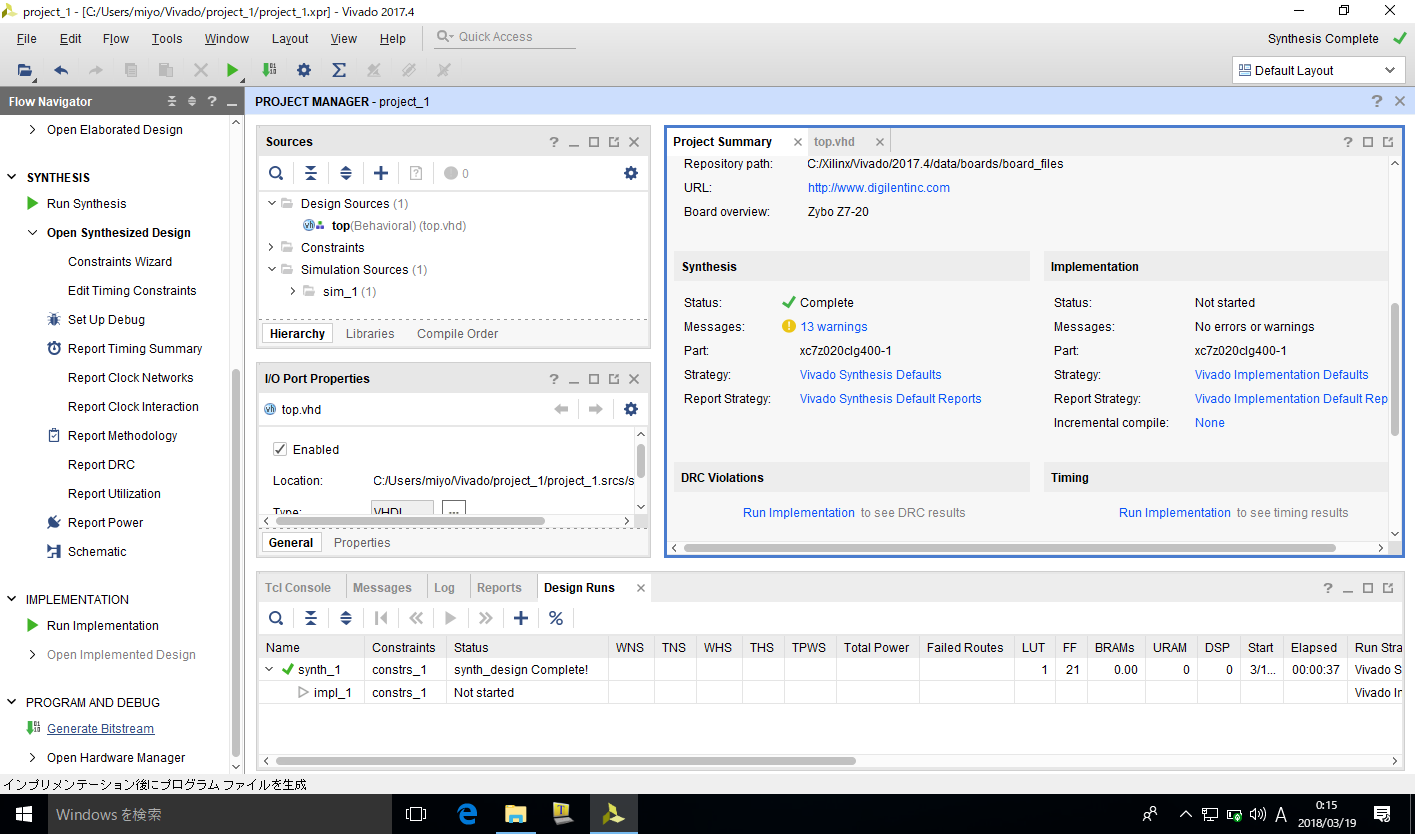 project_1 - [C:/Users/miyo/Vivado/project_1/project_1.xpr] - Vivado 2017.4
File Edit Flow Tools Window Layout View Help Quick Access Synthesis Complete
Default Layout
Flow Navigator
PROJECT MANAGER - project_1
Open Elaborated Design
SYNTHESIS
Run Synthesis
Open Synthesized Design
Constraints Wizard
Edit Timing Constraints
Set Up Debug
Report Timing Summary
Report Clock Networks
Report Clock Interaction
Report Methodology
Report DRC
Report Utilization
Report Power
Schematic
IMPLEMENTATION
Run Implementation
Open Implemented Design
PROGRAM AND DEBUG
Generate Bitstream
Open Hardware Manager
Sources
0
Design Sources (1)
top(Behavioral) (top.vhd)
Constraints
Simulation Sources (1)
sim_1 (1)
Hierarchy Libraries Compile Order
I/O Port Properties
top.vhd
Enabled
Location: C:/Users/miyo/Vivado/project_1/project_1.srcs/s
Type: VHDL ...
General Properties
Project Summary top.vhd
Repository path: C:/Xilinx/Vivado/2017.4/data/boards/board_files
URL: http://www.digilentinc.com
Board overview: Zybo Z7-20
Synthesis
Status: Complete
Messages: 13 warnings
Part: xc7z020clg400-1
Strategy: Vivado Synthesis Defaults
Report Strategy: Vivado Synthesis Default Reports
Implementation
Status: Not started
Messages: No errors or warnings
Part: xc7z020clg400-1
Strategy: Vivado Implementation Defaults
Report Strategy: Vivado Implementation Default Rep
Incremental compile: None
DRC Violations
Run Implementation to see DRC results
Timing
Run Implementation to see timing results
Tcl Console Messages Log Reports Design Runs
Name Constraints Status WNS TNS WHS THS TPWS Total Power Failed Routes LUT FF BRAMs URAM DSP Start Elapsed Run Stra
synth_1 constrs_1 synth_design Complete! 1 21 0.00 0 0 3/1... 00:00:37 Vivado S
impl_1 constrs_1 Not started Vivado In
インプリメンテーション後にプログラム ファイルを生成
Windows を検索
A
0:15
2018/03/19